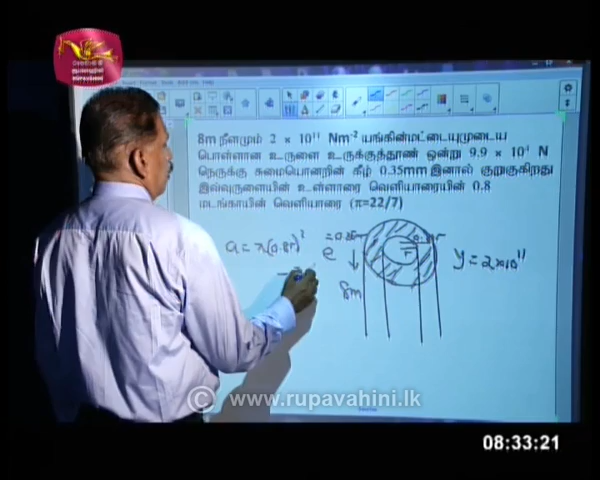 8m நீளமும் 2 × 10¹¹ Nm⁻² யங்கின்மட்டையுமுடைய
பொள்ளான உருளை உருக்குத்தூண் ஒன்று 9.9 × 10⁴ N
நெருக்கு சுமையொனறின் கீழ் 0.35mm இனால் குறுகுகிறது
இவ்வுருளையின் உள்ளாரை வெளியாரையின் 0.8
மடங்காயின் வெளியாரை (π=22/7)
a = π(0.8r)²
e
8m
r
y = 2×10¹¹
© www.rupavahini.lk
08:33:21